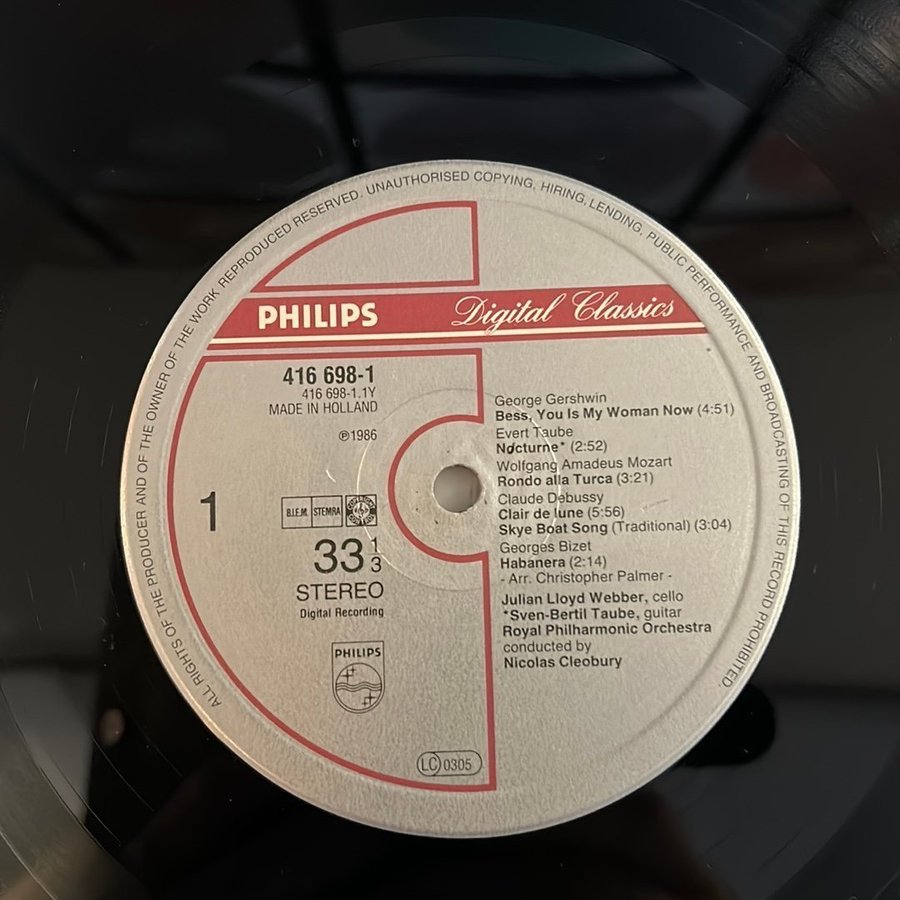 ALL RIGHTS OF THE PRODUCER AND OF THE OWNER OF THE WORK REPRODUCED RESERVED. UNAUTHORISED COPYING, HIRING, LENDING, PUBLIC PERFORMANCE AND BROADCASTING OF THIS RECORD PROHIBITED.
PHILIPS Digital Classics
416 698-1
416 698-1.1Y
MADE IN HOLLAND
℗1986
1
B.I.E.M. STEMRA
33 1/3
STEREO
Digital Recording
PHILIPS
LC 0305
George Gershwin
Bess, You Is My Woman Now (4:51)
Evert Taube
Nocturne* (2:52)
Wolfgang Amadeus Mozart
Rondo alla Turca (3:21)
Claude Debussy
Clair de lune (5:56)
Skye Boat Song (Traditional) (3:04)
Georges Bizet
Habanera (2:14)
- Arr. Christopher Palmer -
Julian Lloyd Webber, cello
*Sven-Bertil Taube, guitar
Royal Philharmonic Orchestra
conducted by
Nicolas Cleobury